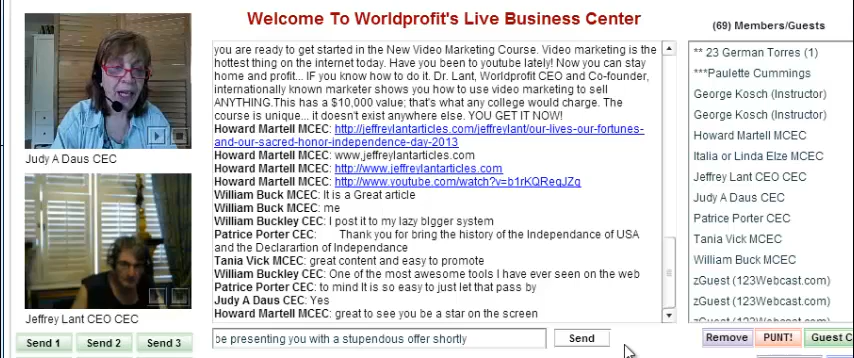 Welcome To Worldprofit's Live Business Center
(69) Members/Guests
Judy A Daus CEC
Jeffrey Lant CEO CEC
Send 1
Send 2
Send 3
you are ready to get started in the New Video Marketing Course. Video marketing is the
hottest thing on the internet today. Have you been to youtube lately! Now you can stay
home and profit... IF you know how to do it. Dr. Lant, Worldprofit CEO and Co-founder,
internationally known marketer shows you how to use video marketing to sell
ANYTHING.This has a $10,000 value; that's what any college would charge. The
course is unique... it doesn't exist anywhere else. YOU GET IT NOW!
Howard Martell MCEC: http://jeffreylantarticles.com/jeffreylant/our-lives-our-fortunes-
and-our-sacred-honor-independence-day-2013
Howard Martell MCEC: www.jeffreylantarticles.com
Howard Martell MCEC: http://www.jeffreylantarticles.com
Howard Martell MCEC: http://www.youtube.com/watch?v=b1rKQReqJZg
William Buck MCEC: It is a Great article
William Buck MCEC: me
William Buckley CEC: I post it to my lazy blgger system
Patrice Porter CEC: Thank you for bring the history of the Independance of USA
and the Declarartion of Independance
Tania Vick MCEC: great content and easy to promote
William Buckley CEC: One of the most awesome tools I have ever seen on the web
Patrice Porter CEC: to mind It is so easy to just let that pass by
Judy A Daus CEC: Yes
Howard Martell MCEC: great to see you be a star on the screen
be presenting you with a stupendous offer shortly
Send
** 23 German Torres (1)
***Paulette Cummings
George Kosch (Instructor)
George Kosch (Instructor)
Howard Martell MCEC
Italia or Linda Elze MCEC
Jeffrey Lant CEO CEC
Judy A Daus CEC
Patrice Porter CEC
Tania Vick MCEC
William Buck MCEC
zGuest (123Webcast.com)
zGuest (123Webcast.com)
zGuest (123Webcast.com)
Remove
PUNT!
Guest C